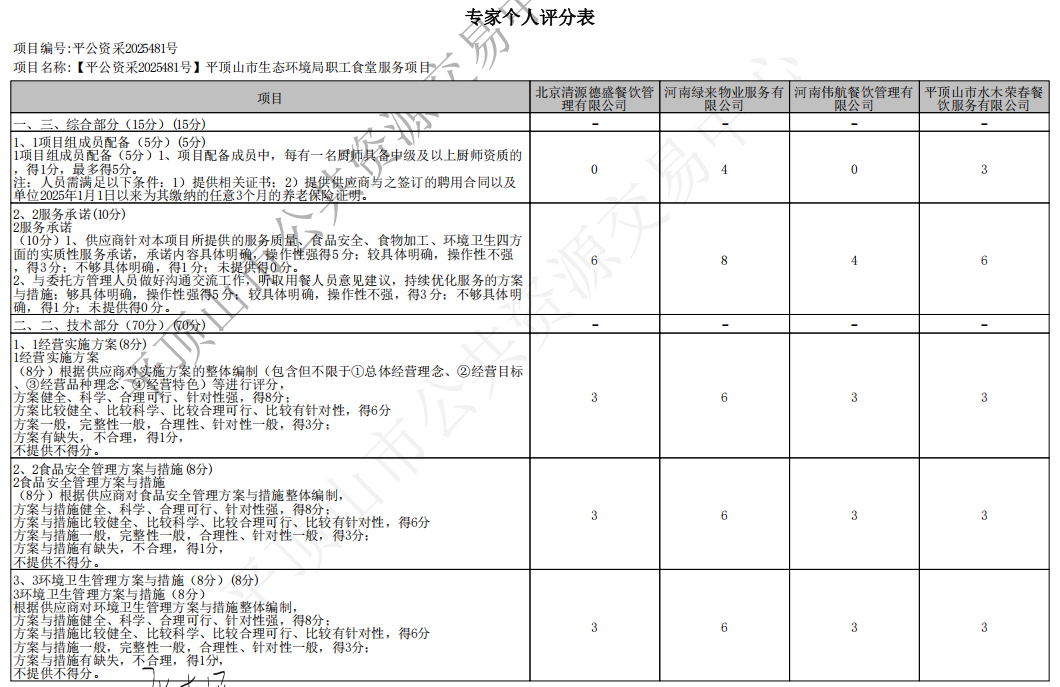 专家个人评分表
项目编号:平公资采2025481号
项目名称:【平公资采2025481号】平顶山市生态环境局职工食堂服务项目
项目
北京清源德盛餐饮管
理有限公司
河南绿来物业服务有
限公司
河南伟航餐饮管理有
限公司
平顶山市水木荣春餐
饮服务有限公司
一、三、综合部分（15分）(15分)
－ － － －
1、1项目组成员配备（5分）(5分)
1项目组成员配备（5分）1、项目配备成员中，每有一名厨师具备中级及以上厨师资质的
，得1分，最多得5分。
注：人员需满足以下条件：1）提供相关证书；2）提供供应商与之签订的聘用合同以及
单位2025年1月1日以来为其缴纳的任意3个月的养老保险证明。
0 4 0 3
2、2服务承诺(10分)
2服务承诺
（10分）1、供应商针对本项目所提供的服务质量、食品安全、食物加工、环境卫生四方
面的实质性服务承诺，承诺内容具体明确，操作性强得5分；较具体明确，操作性不强
，得3分；不够具体明确，得1分；未提供得0分。
2、与委托方管理人员做好沟通交流工作，听取用餐人员意见建议，持续优化服务的方案
与措施；够具体明确，操作性强得5分；较具体明确，操作性不强，得3分；不够具体明
确，得1分；未提供得0分。
6 8 4 6
二、二、技术部分（70分）(70分)
－ － － －
1、1经营实施方案(8分)
1经营实施方案
（8分）根据供应商对实施方案的整体编制（包含但不限于①总体经营理念、②经营目标
、③经营品种理念、④经营特色）等进行评分，
方案健全、科学、合理可行、针对性强，得8分；
方案比较健全、比较科学、比较合理可行、比较有针对性，得6分
方案一般，完整性一般，合理性、针对性一般，得3分；
方案有缺失，不合理，得1分，
不提供不得分。
3 6 3 3
2、2食品安全管理方案与措施(8分)
2食品安全管理方案与措施
（8分）根据供应商对食品安全管理方案与措施整体编制，
方案与措施健全、科学、合理可行、针对性强，得8分；
方案与措施比较健全、比较科学、比较合理可行、比较有针对性，得6分
方案与措施一般，完整性一般，合理性、针对性一般，得3分；
方案与措施有缺失，不合理，得1分，
不提供不得分。
3 6 3 3
3、3环境卫生管理方案与措施（8分）(8分)
3环境卫生管理方案与措施（8分）
根据供应商对环境卫生管理方案与措施整体编制，
方案与措施健全、科学、合理可行、针对性强，得8分；
方案与措施比较健全、比较科学、比较合理可行、比较有针对性，得6分
方案与措施一般，完整性一般，合理性、针对性一般，得3分；
方案与措施有缺失，不合理，得1分，
不提供不得分。
3 6 3 3
平顶山市公共资源交易中
平顶山市公共资源交易中心